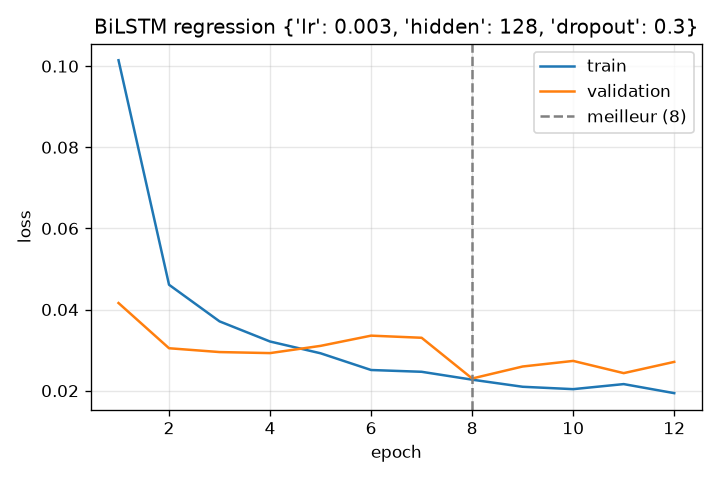 BiLSTM regression {'lr': 0.003, 'hidden': 128, 'dropout': 0.3}
train
validation
meilleur (8)
0.10
0.08
0.06
0.04
0.02
loss
2 4 6 8 10 12
epoch